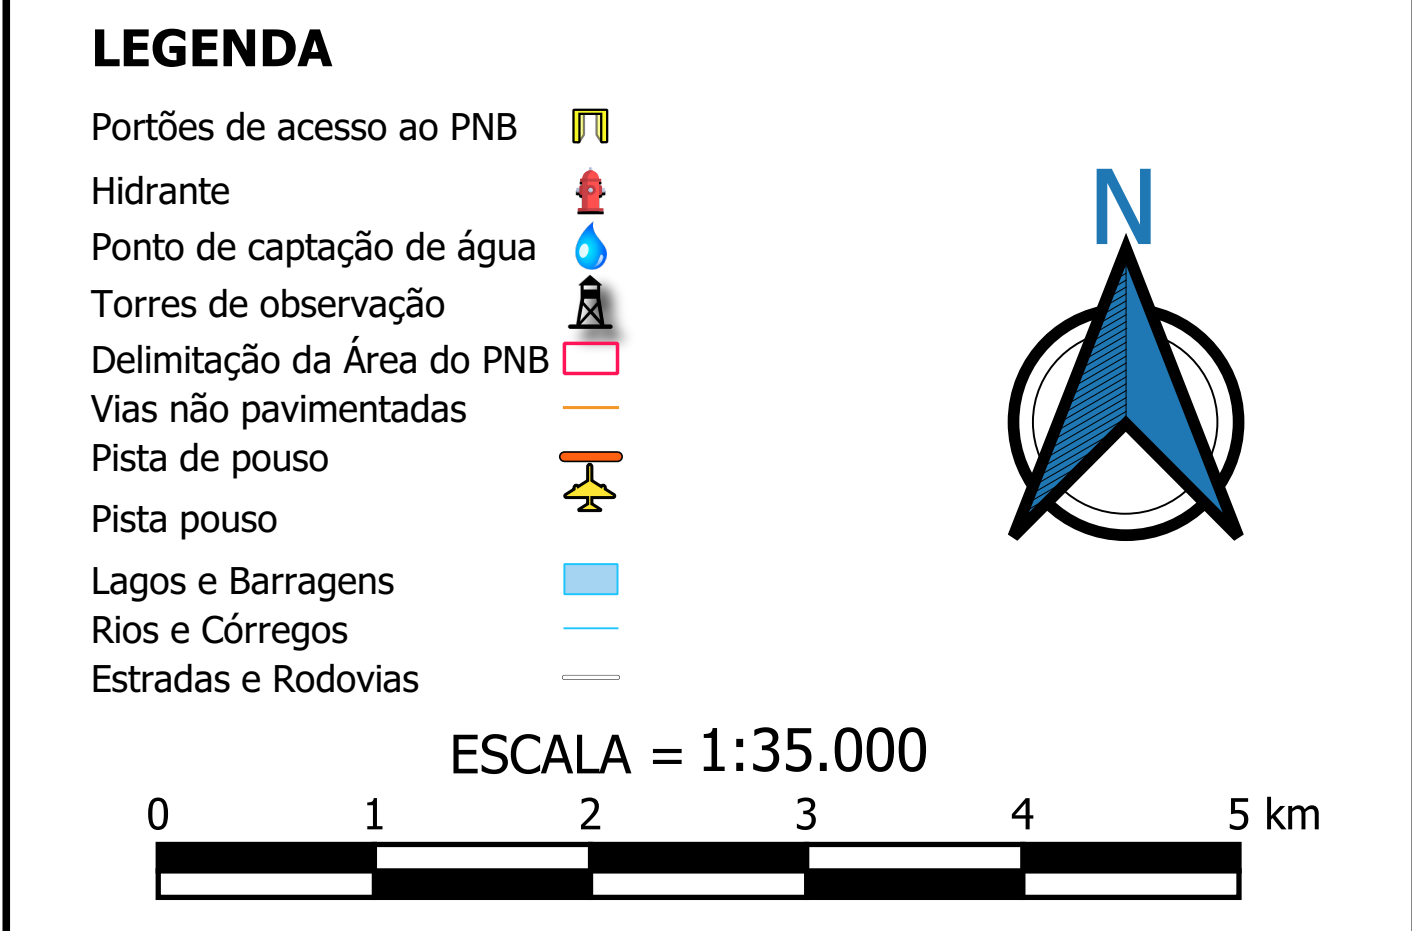 LEGENDA
Portões de acesso ao PNB
Hidrante
Ponto de captação de água
Torres de observação
Delimitação da Área do PNB
Vias não pavimentadas
Pista de pouso
Pista pouso
Lagos e Barragens
Rios e Córregos
Estradas e Rodovias
N
ESCALA = 1:35.000
0 1 2 3 4 5 km